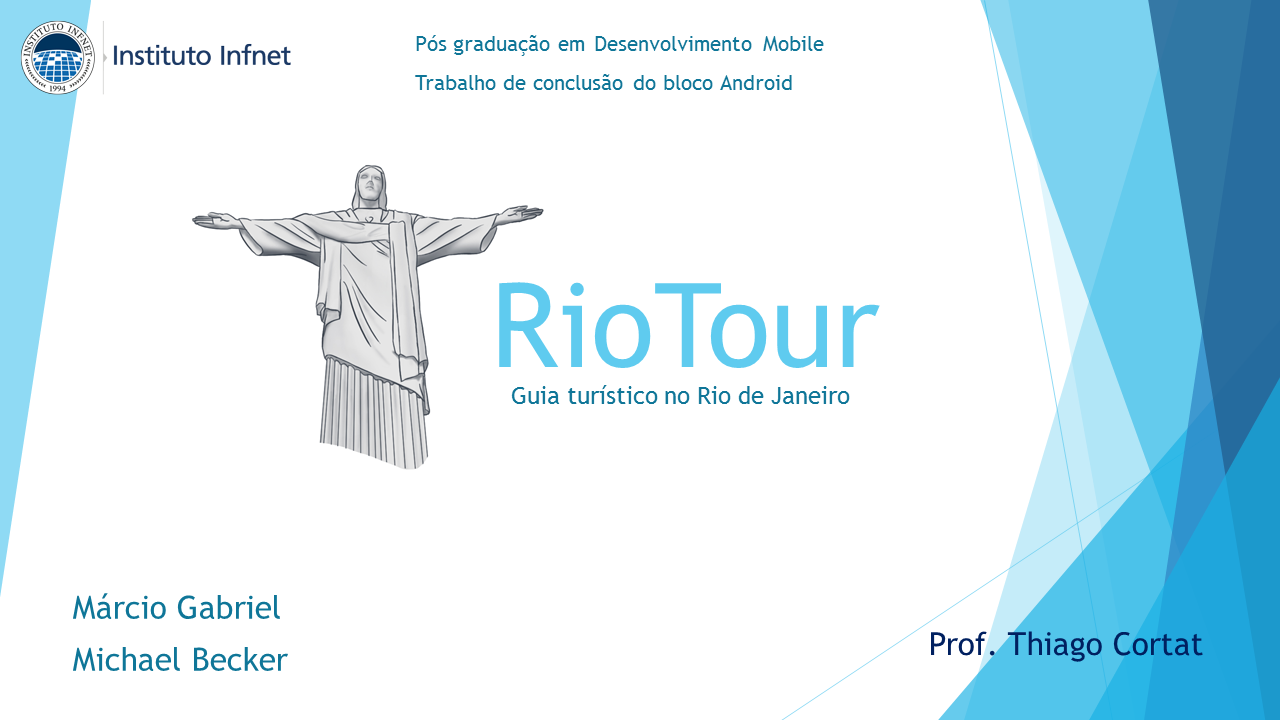 INSTITUTO INFNET
1994
Instituto Infnet
Pós graduação em Desenvolvimento Mobile
Trabalho de conclusão do bloco Android
RioTour
Guia turístico no Rio de Janeiro
Márcio Gabriel
Michael Becker
Prof. Thiago Cortat